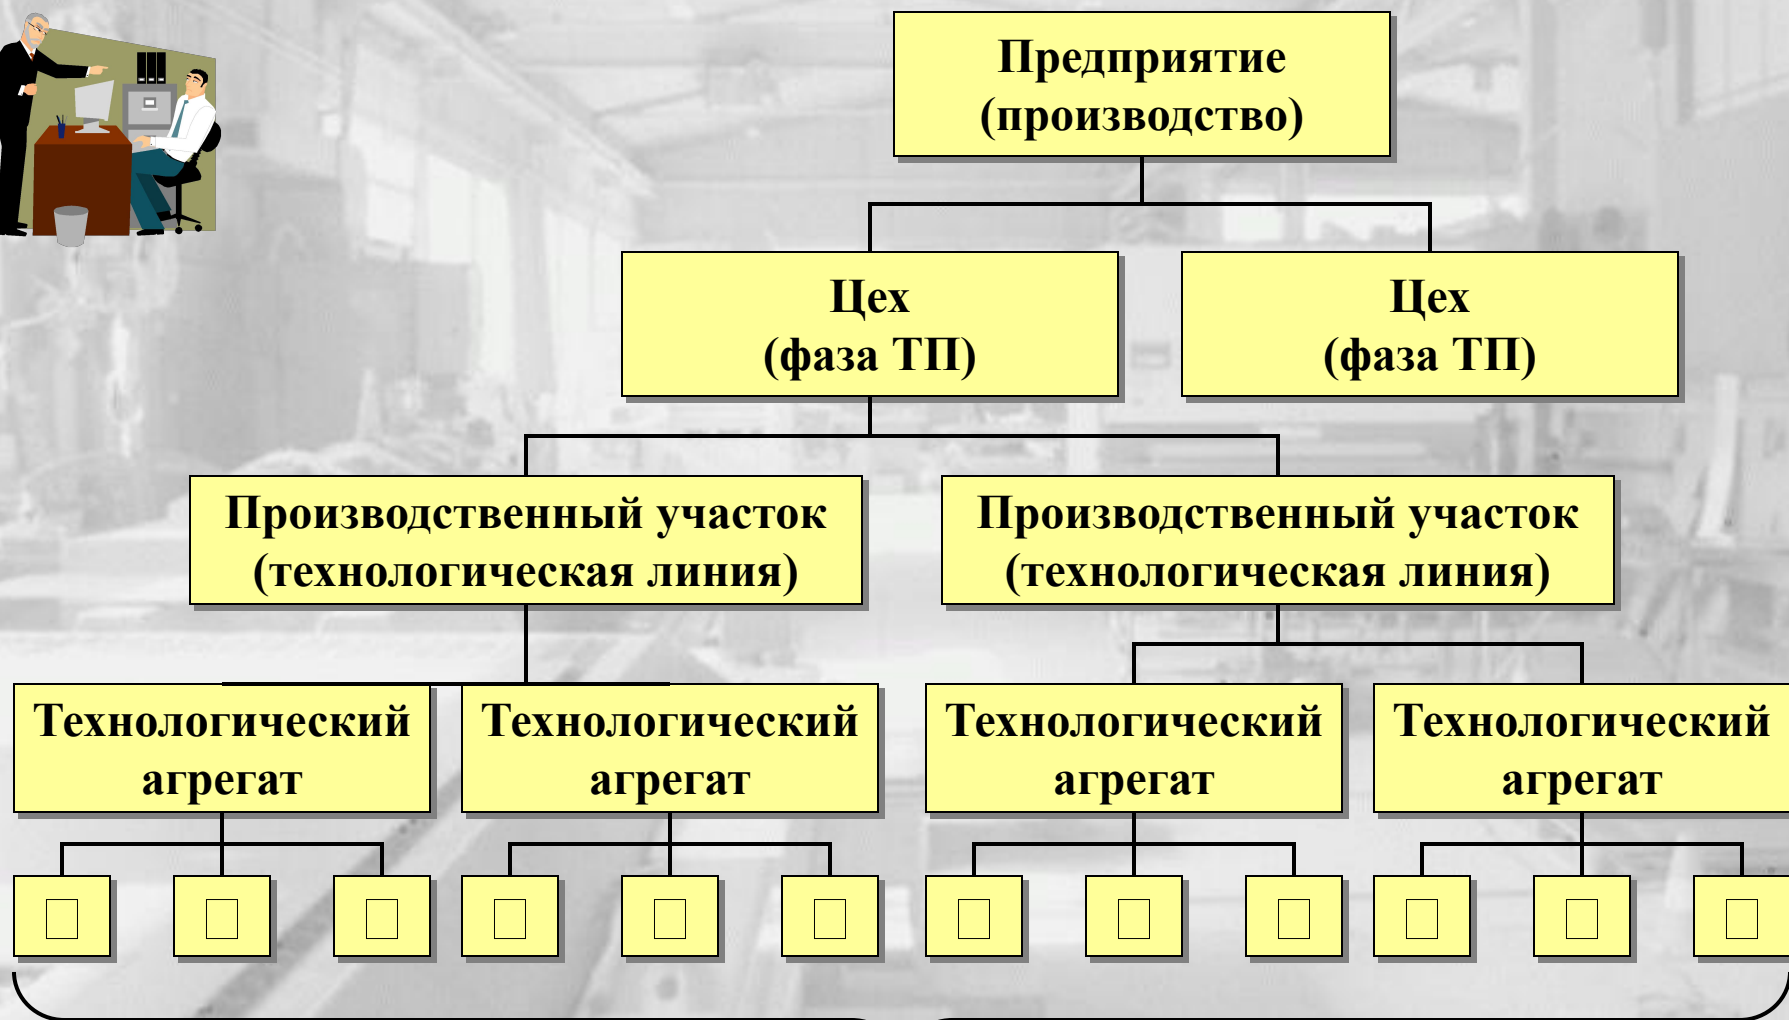 Предприятие
(производство)
Цех
(фаза ТП)
Цех
(фаза ТП)
Производственный участок
(технологическая линия)
Производственный участок
(технологическая линия)
Технологический
агрегат
Технологический
агрегат
Технологический
агрегат
Технологический
агрегат